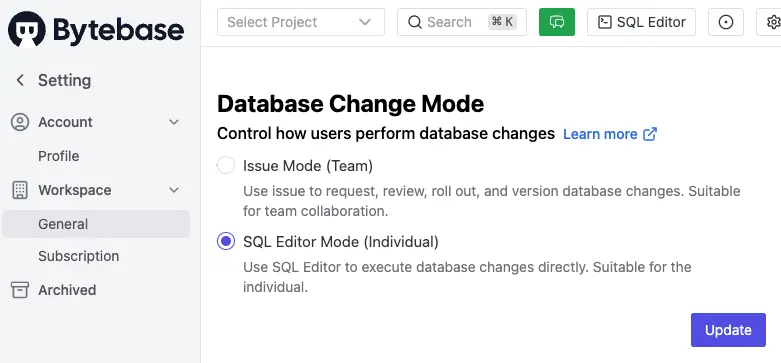 Bytebase
Select Project
Search
⌘ K
SQL Editor
Setting
Account
Profile
Workspace
General
Subscription
Archived
Database Change Mode
Control how users perform database changes Learn more
Issue Mode (Team)
Use issue to request, review, roll out, and version database changes. Suitable
for team collaboration.
SQL Editor Mode (Individual)
Use SQL Editor to execute database changes directly. Suitable for the
individual.
Update